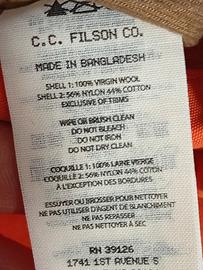 C.C. FILSON CO.
MADE IN BANGLADESH
SHELL 1: 100% VIRGIN WOOL
SHELL 2: 56% NYLON 44% COTTON
EXCLUSIVE OF TRIMS
WIPE OR BRUSH CLEAN
DO NOT BLEACH
DO NOT IRON
DO NOT DRY CLEAN
COQUILLE 1: 100% LAINE VIERGE
COQUILLE 2: 56% NYLON 44% COTON
À L'EXCEPTION DES BORDURES
ESSUYER OU BROSSER POUR NETTOYER
NE PAS UTILISER D'AGENT DE BLANCHIMENT
NE PAS REPASSER
NE PAS NETTOYER À SEC
RN 39126
1741 1ST AVENUE S